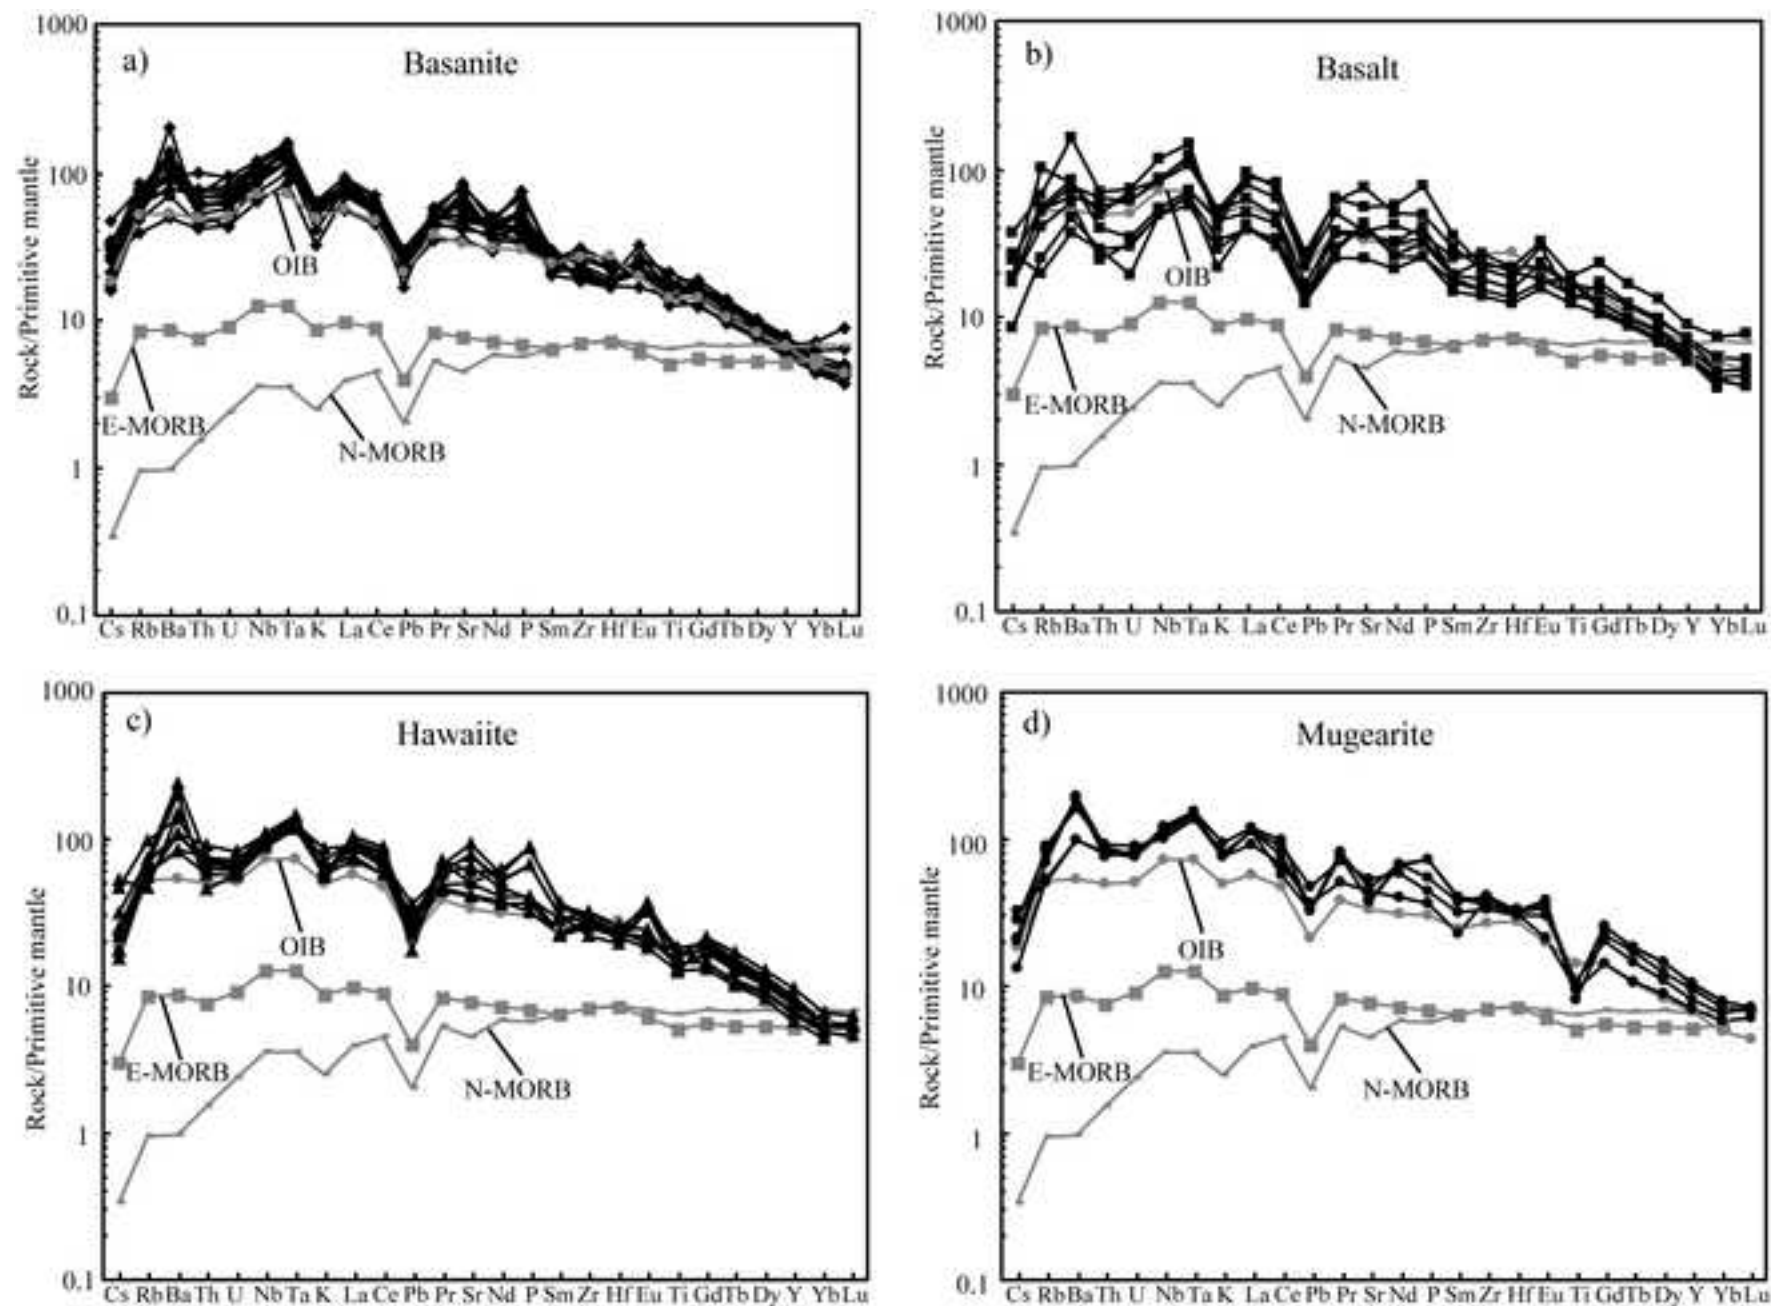 a) Basanite
Rock/Primitive mantle
1000
100
10
1
0.1
OIB
E-MORB
N-MORB
Cs Rb Ba Th U Nb Ta K La Ce Pb Pr Sr Nd P Sm Zr Hf Eu Ti Gd Tb Dy Y Yb Lu
b) Basalt
Rock/Primitive mantle
1000
100
10
1
0.1
OIB
E-MORB
N-MORB
Cs Rb Ba Th U Nb Ta K La Ce Pb Pr Sr Nd P Sm Zr Hf Eu Ti Gd Tb Dy Y Yb Lu
c) Hawaiite
Rock/Primitive mantle
1000
100
10
1
0.1
OIB
E-MORB
N-MORB
Cs Rb Ba Th U Nb Ta K La Ce Pb Pr Sr Nd P Sm Zr Hf Eu Ti Gd Tb Dy Y Yb Lu
d) Mugearite
Rock/Primitive mantle
1000
100
10
1
0.1
OIB
E-MORB
N-MORB
Cs Rb Ba Th U Nb Ta K La Ce Pb Pr Sr Nd P Sm Zr Hf Eu Ti Gd Tb Dy Y Yb Lu